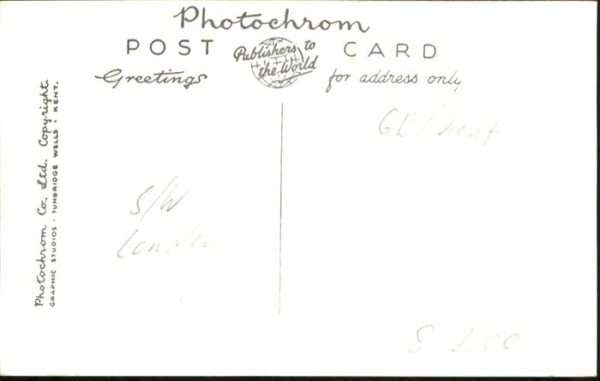 Photochrom
POST CARD
Publishers to
the World
Greetings
for address only
Photochrom Co. Ltd. Copyright.
GRAPHIC STUDIOS · TUNBRIDGE WELLS · KENT.
S/W
London